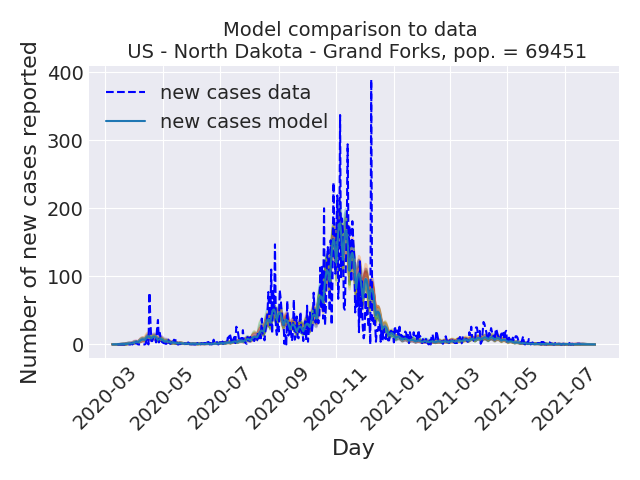 Model comparison to data
US - North Dakota - Grand Forks, pop. = 69451
Number of new cases reported
400
300
200
100
0
new cases data
new cases model
2020-03
2020-05
2020-07
2020-09
2020-11
2021-01
2021-03
2021-05
2021-07
Day